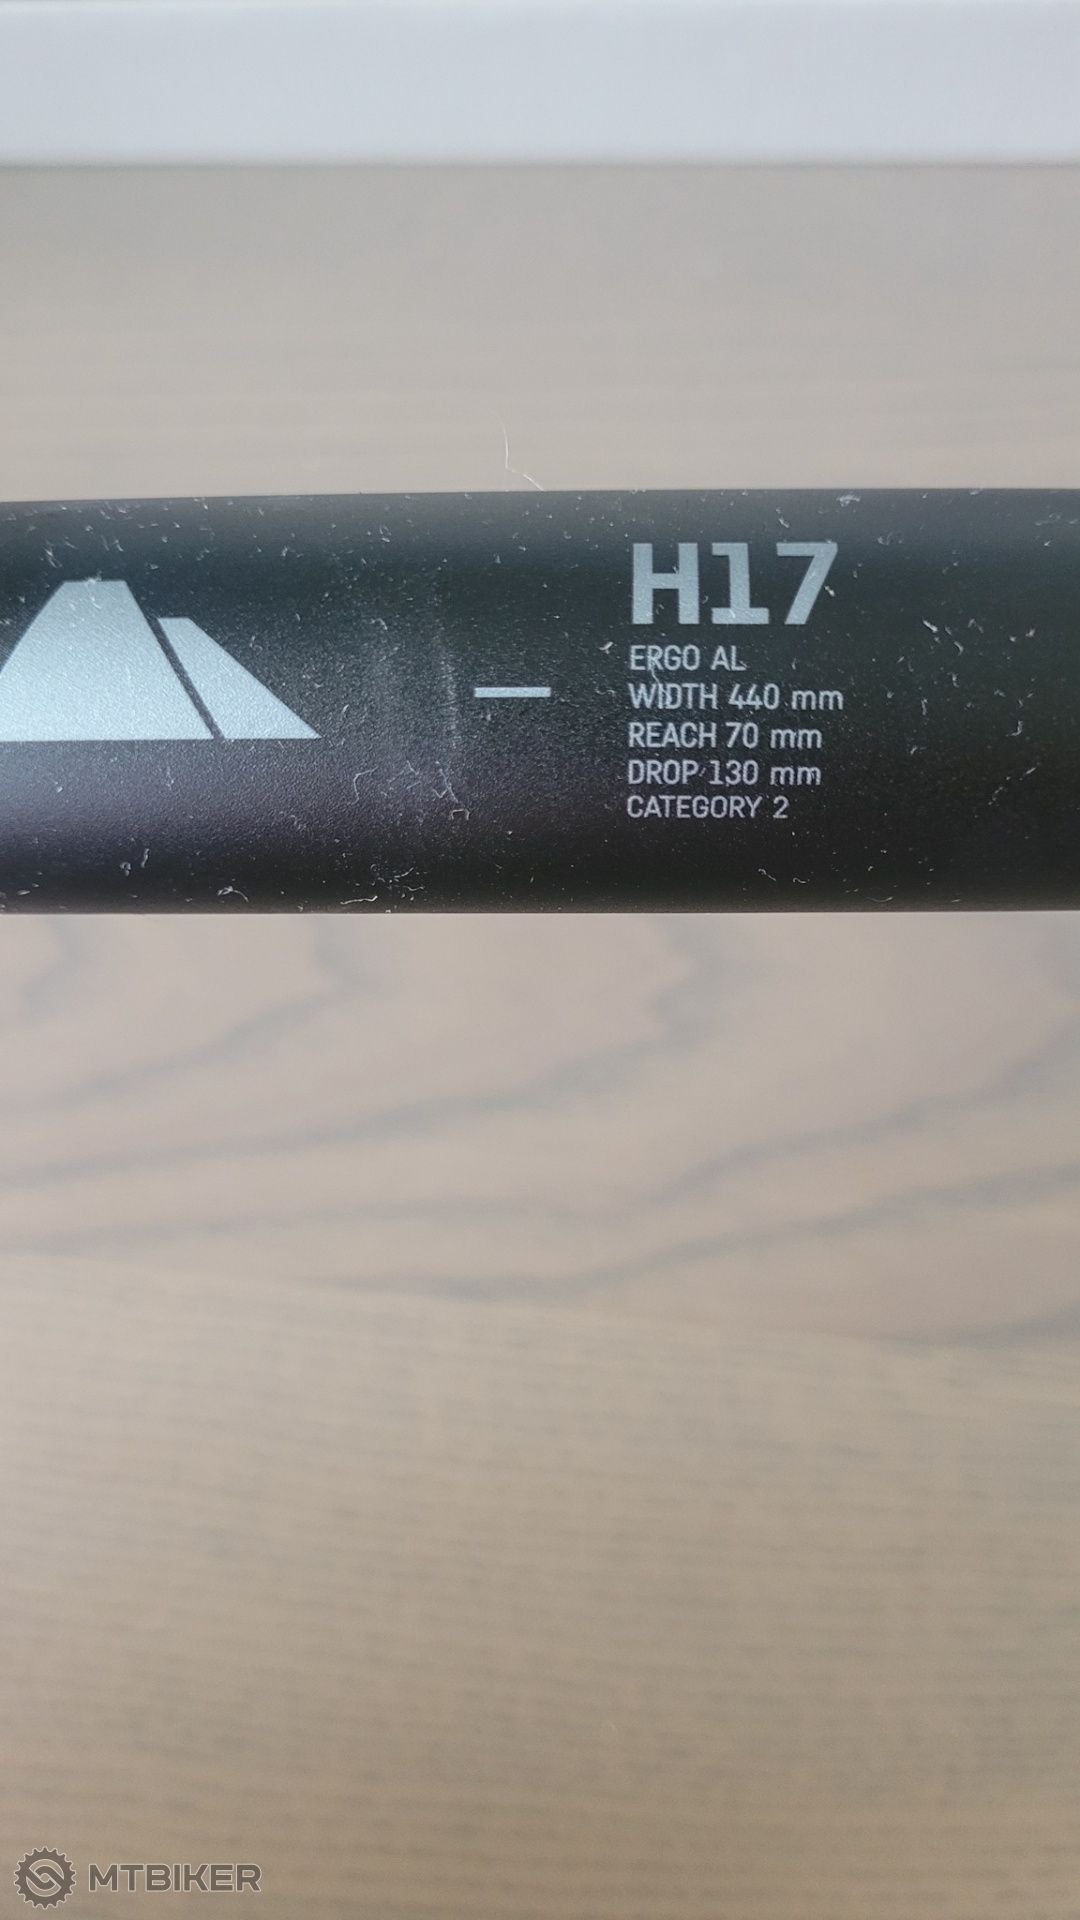 H17
ERGO AL
WIDTH 440 mm
REACH 70 mm
DROP 130 mm
CATEGORY 2
MTBIKER